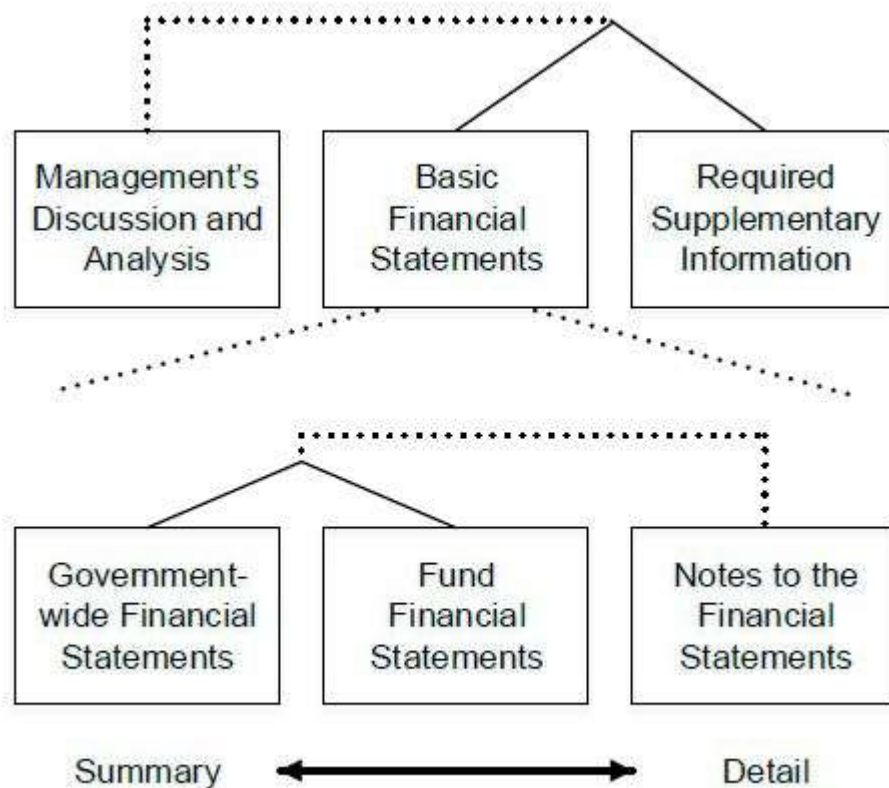 Management's
Discussion and
Analysis
Basic
Financial
Statements
Required
Supplementary
Information
Government-
wide Financial
Statements
Fund
Financial
Statements
Notes to the
Financial
Statements
Summary
Detail